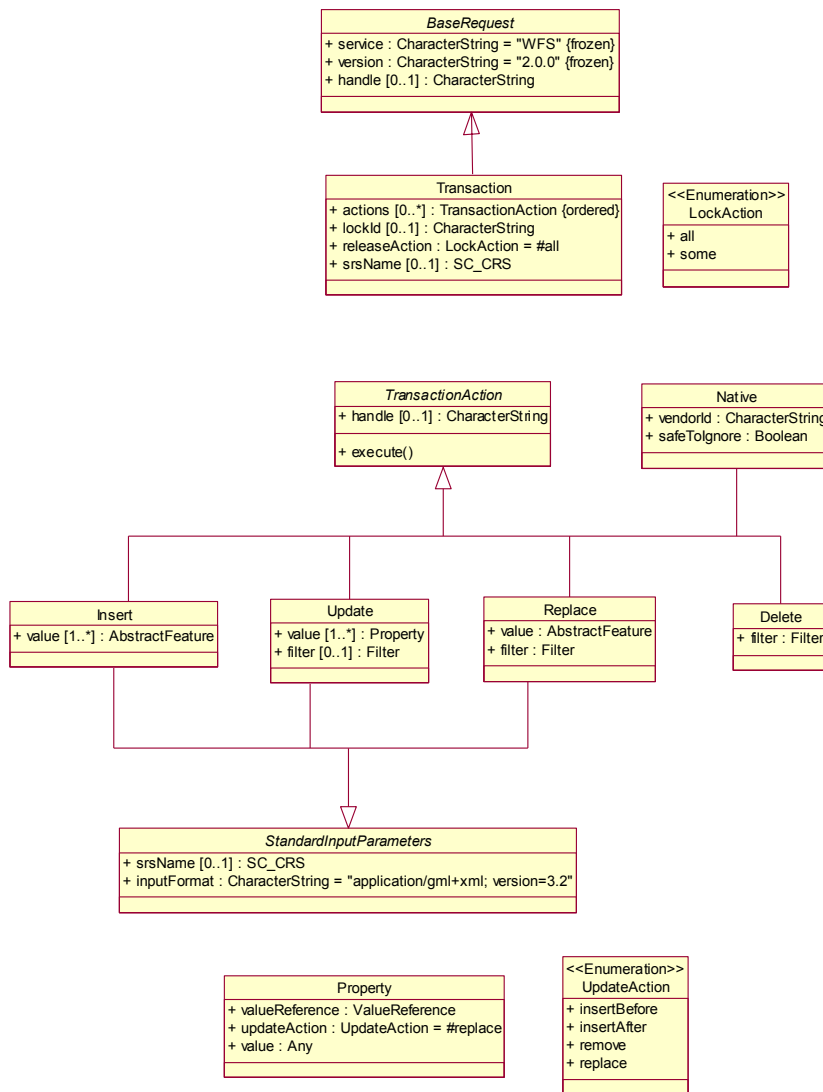 BaseRequest
+ service : CharacterString = "WFS" {frozen}
+ version : CharacterString = "2.0.0" {frozen}
+ handle [0..1] : CharacterString
Transaction
+ actions [0..*] : TransactionAction {ordered}
+ lockId [0..1] : CharacterString
+ releaseAction : LockAction = #all
+ srsName [0..1] : SC_CRS
<<Enumeration>>
LockAction
+ all
+ some
TransactionAction
+ handle [0..1] : CharacterString
+ execute()
Native
+ vendorId : CharacterString
+ safeToIgnore : Boolean
Insert
+ value [1..*] : AbstractFeature
Update
+ value [1..*] : Property
+ filter [0..1] : Filter
Replace
+ value : AbstractFeature
+ filter : Filter
Delete
+ filter : Filter
StandardInputParameters
+ srsName [0..1] : SC_CRS
+ inputFormat : CharacterString = "application/gml+xml; version=3.2"
Property
+ valueReference : ValueReference
+ updateAction : UpdateAction = #replace
+ value : Any
<<Enumeration>>
UpdateAction
+ insertBefore
+ insertAfter
+ remove
+ replace